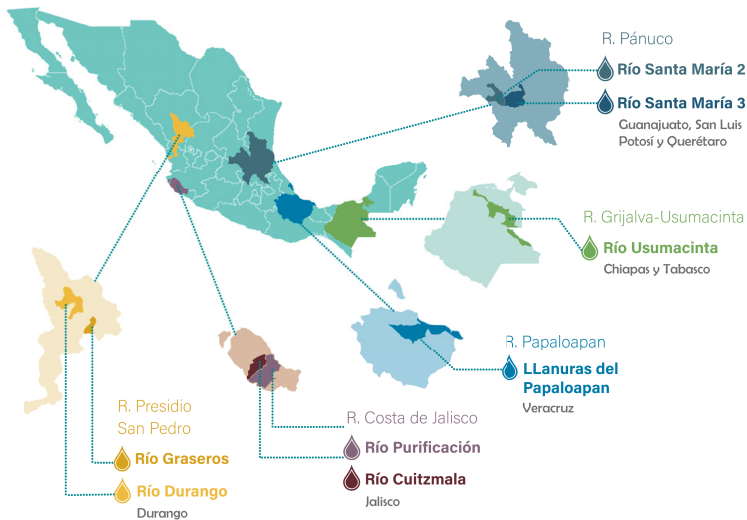 R. Pánuco
Río Santa María 2
Río Santa María 3
Guanajuato, San Luis
Potosí y Querétaro
R. Grijalva-Usumacinta
Río Usumacinta
Chiapas y Tabasco
R. Papaloapan
LLanuras del
Papaloapan
Veracruz
R. Costa de Jalisco
Río Purificación
Río Cuitzmala
Jalisco
R. Presidio
San Pedro
Río Graseros
Río Durango
Durango